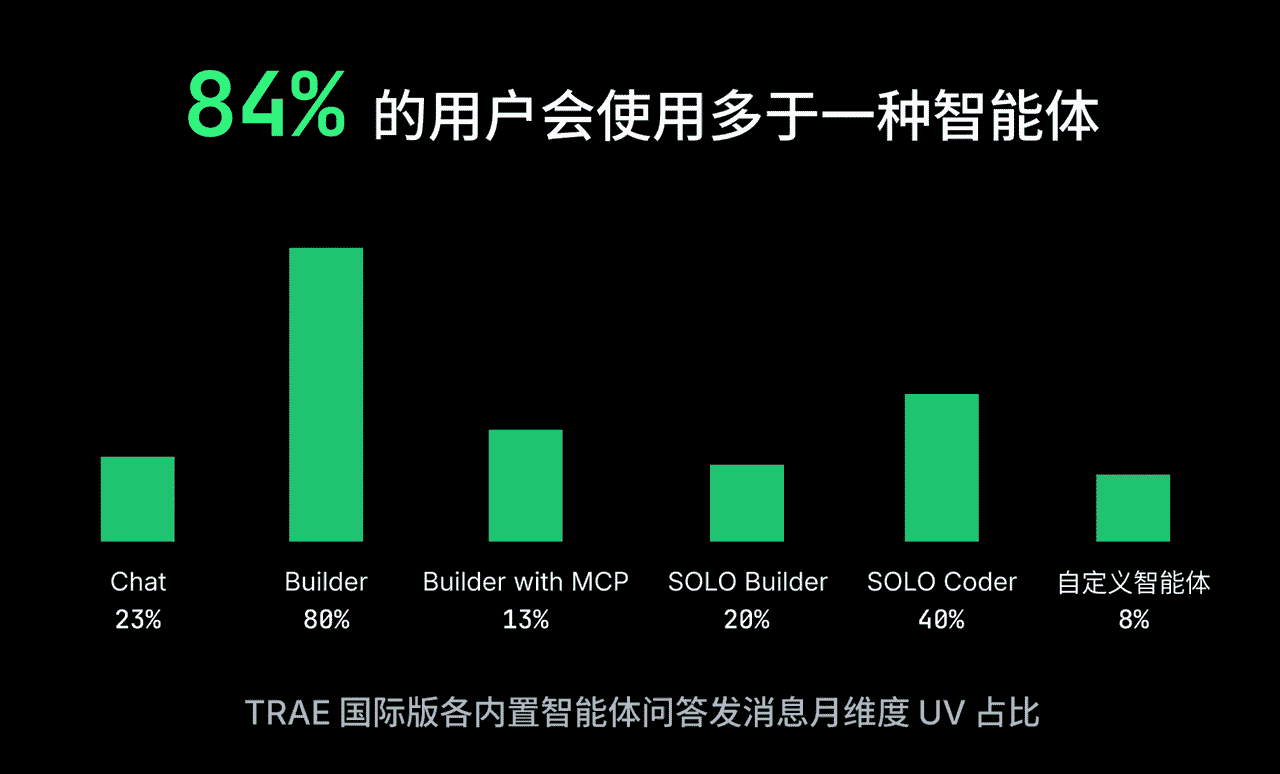 84% 的用户会使用多于一种智能体
Chat
23%
Builder
80%
Builder with MCP
13%
SOLO Builder
20%
SOLO Coder
40%
自定义智能体
8%
TRAE 国际版各内置智能体问答发消息月维度 UV 占比